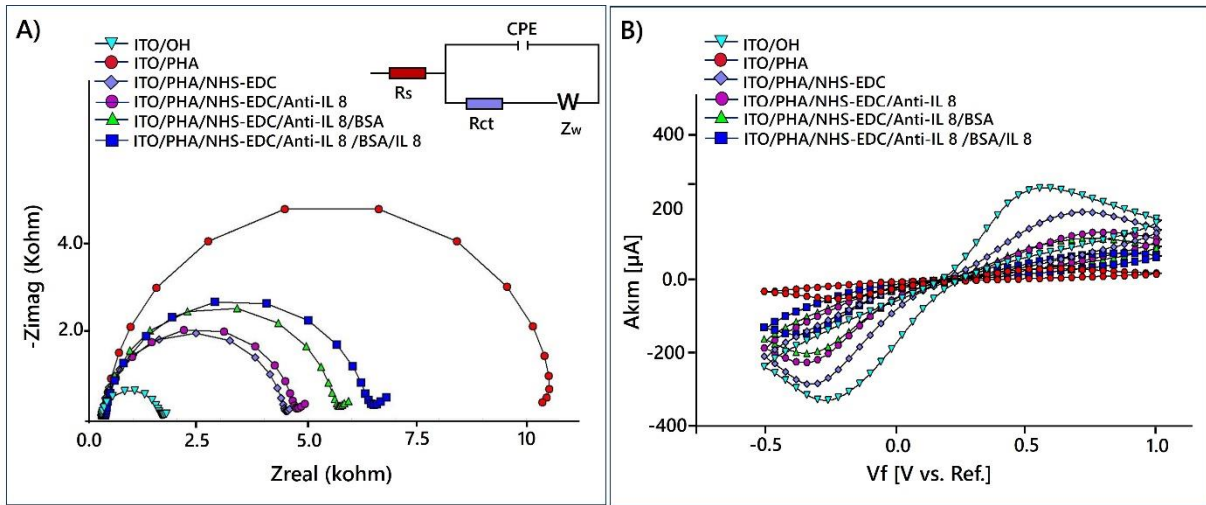 A)
ITO/OH
ITO/PHA
ITO/PHA/NHS-EDC
ITO/PHA/NHS-EDC/Anti-IL 8
ITO/PHA/NHS-EDC/Anti-IL 8/BSA
ITO/PHA/NHS-EDC/Anti-IL 8 /BSA/IL 8
CPE
Rs
Rct
W
Zw
-Zimag (Kohm)
4.0
2.0
0.0
2.5
5.0
7.5
10
Zreal (kohm)
B)
ITO/OH
ITO/PHA
ITO/PHA/NHS-EDC
ITO/PHA/NHS-EDC/Anti-IL 8
ITO/PHA/NHS-EDC/Anti-IL 8/BSA
ITO/PHA/NHS-EDC/Anti-IL 8 /BSA/IL 8
Akım [µA]
400
200
0.0
-200
-400
-0.5
0.0
0.5
1.0
Vf [V vs. Ref.]